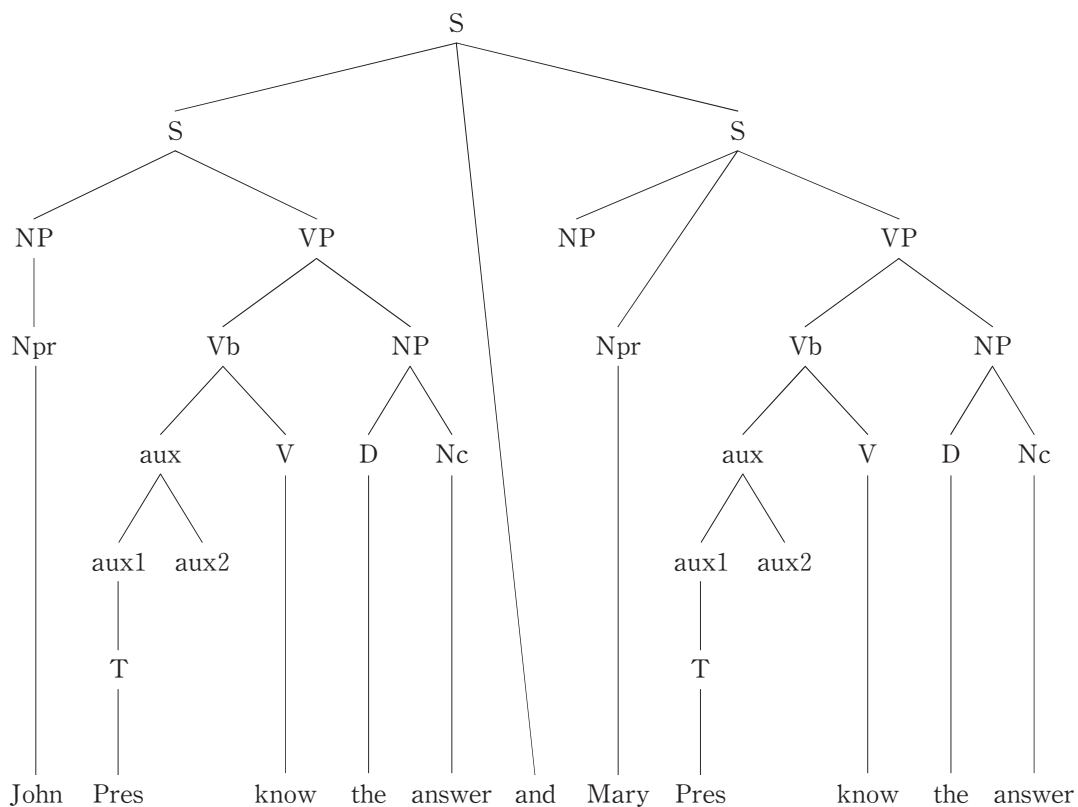 S
S S
NP VP NP VP
Npr Vb NP Npr Vb NP
aux V D Nc aux V D Nc
aux1 aux2 aux1 aux2
T T
John Pres know the answer and Mary Pres know the answer